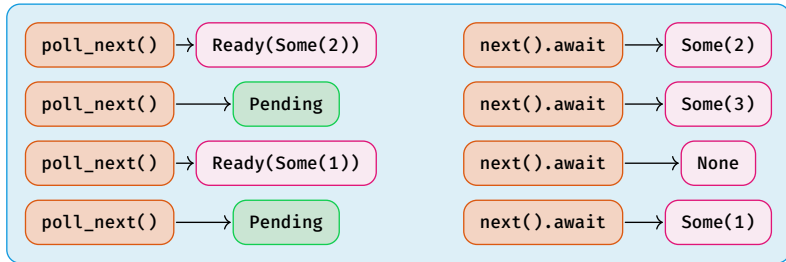 poll_next() Ready(Some(2)) next().await Some(2)
poll_next() Pending next().await Some(3)
poll_next() Ready(Some(1)) next().await None
poll_next() Pending next().await Some(1)